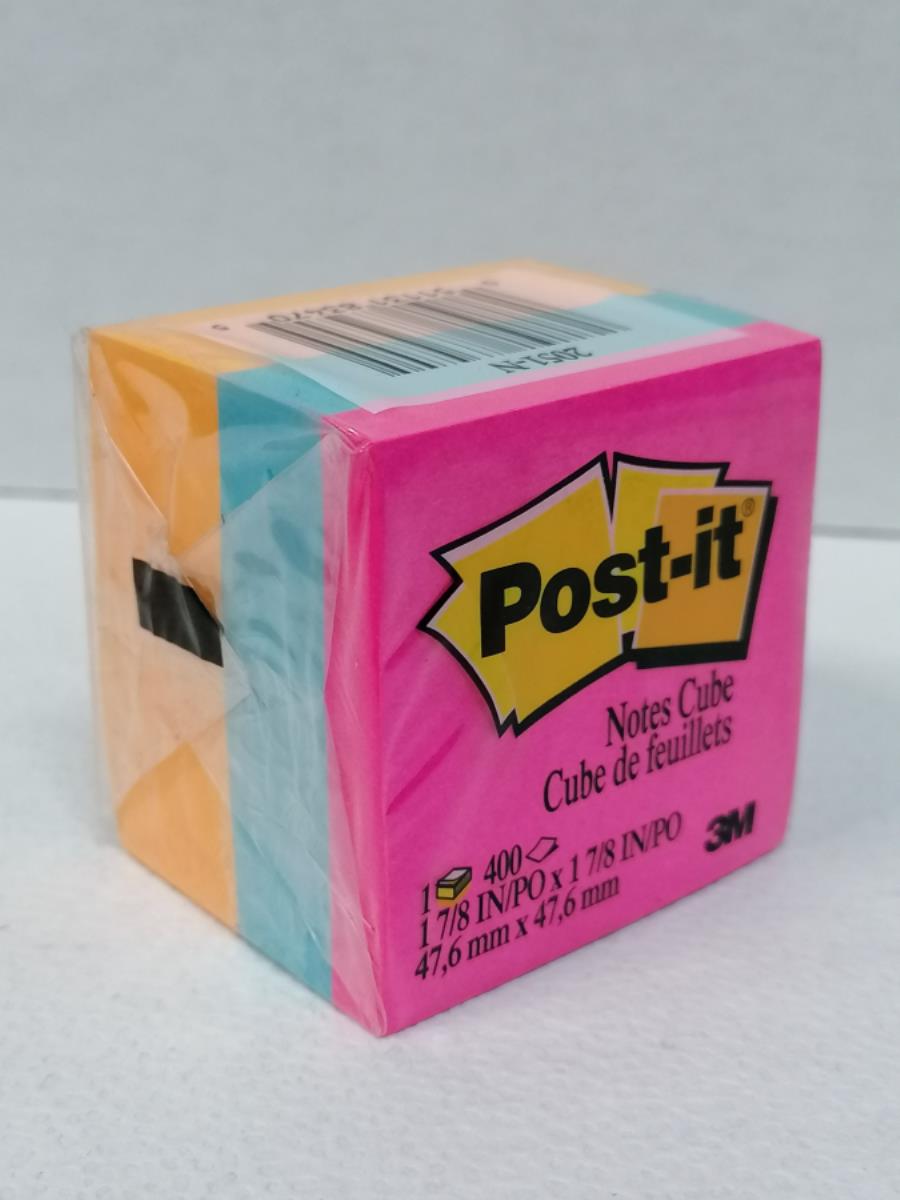 2051-N
Post-it®
Notes Cube
Cube de feuillets
3M
1 400
1 7/8 IN/PO x 1 7/8 IN/PO
47,6 mm x 47,6 mm